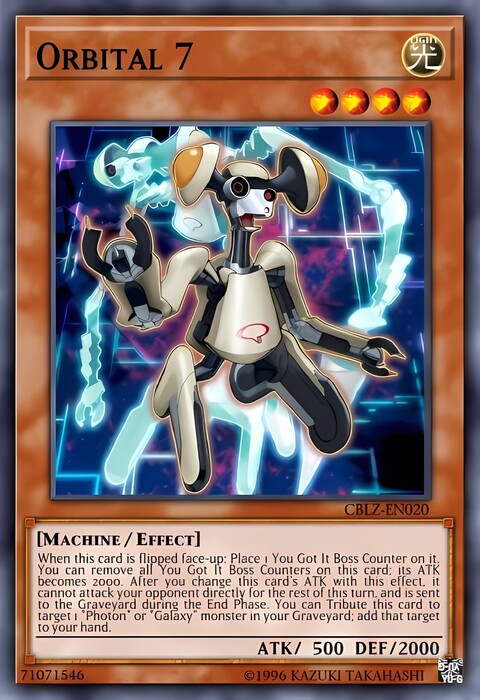 ORBITAL 7
LIGHT
光
CBLZ-EN020
[MACHINE / EFFECT]
When this card is flipped face-up: Place 1 You Got It Boss Counter on it.
You can remove all You Got It Boss Counters on this card; its ATK
becomes 2000. After you change this card's ATK with this effect, it
cannot attack your opponent directly for the rest of this turn, and is sent
to the Graveyard during the End Phase. You can Tribute this card to
target 1 "Photon" or "Galaxy" monster in your Graveyard; add that target
to your hand.
ATK/ 500 DEF/2000
71071546
©1996 KAZUKI TAKAHASHI